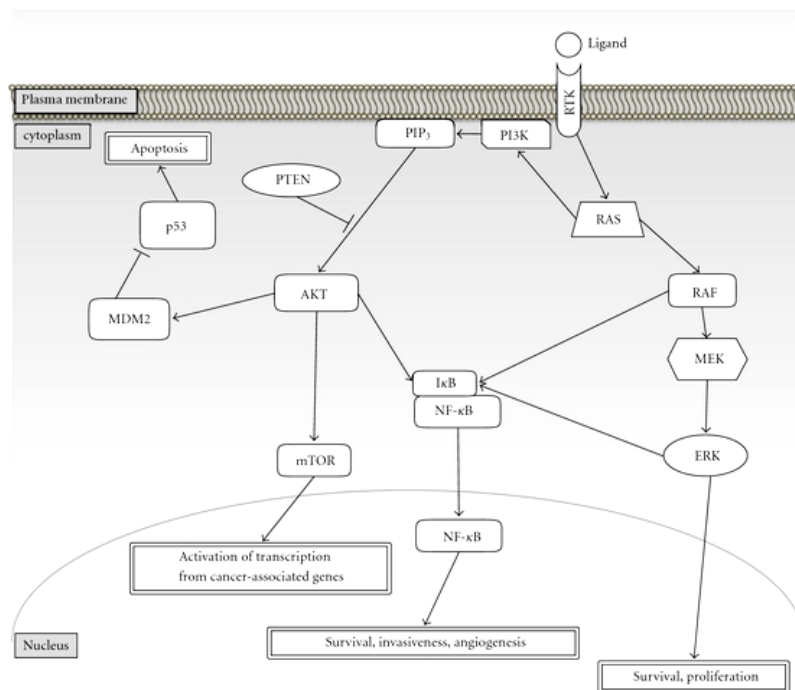 Ligand
Plasma membrane
RTK
cytoplasm
PIP3
PI3K
Apoptosis
PTEN
p53
RAS
AKT
RAF
MDM2
MEK
IκB
NF-κB
ERK
mTOR
NF-κB
Activation of transcription
from cancer-associated genes
Nucleus
Survival, invasiveness, angiogenesis
Survival, proliferation